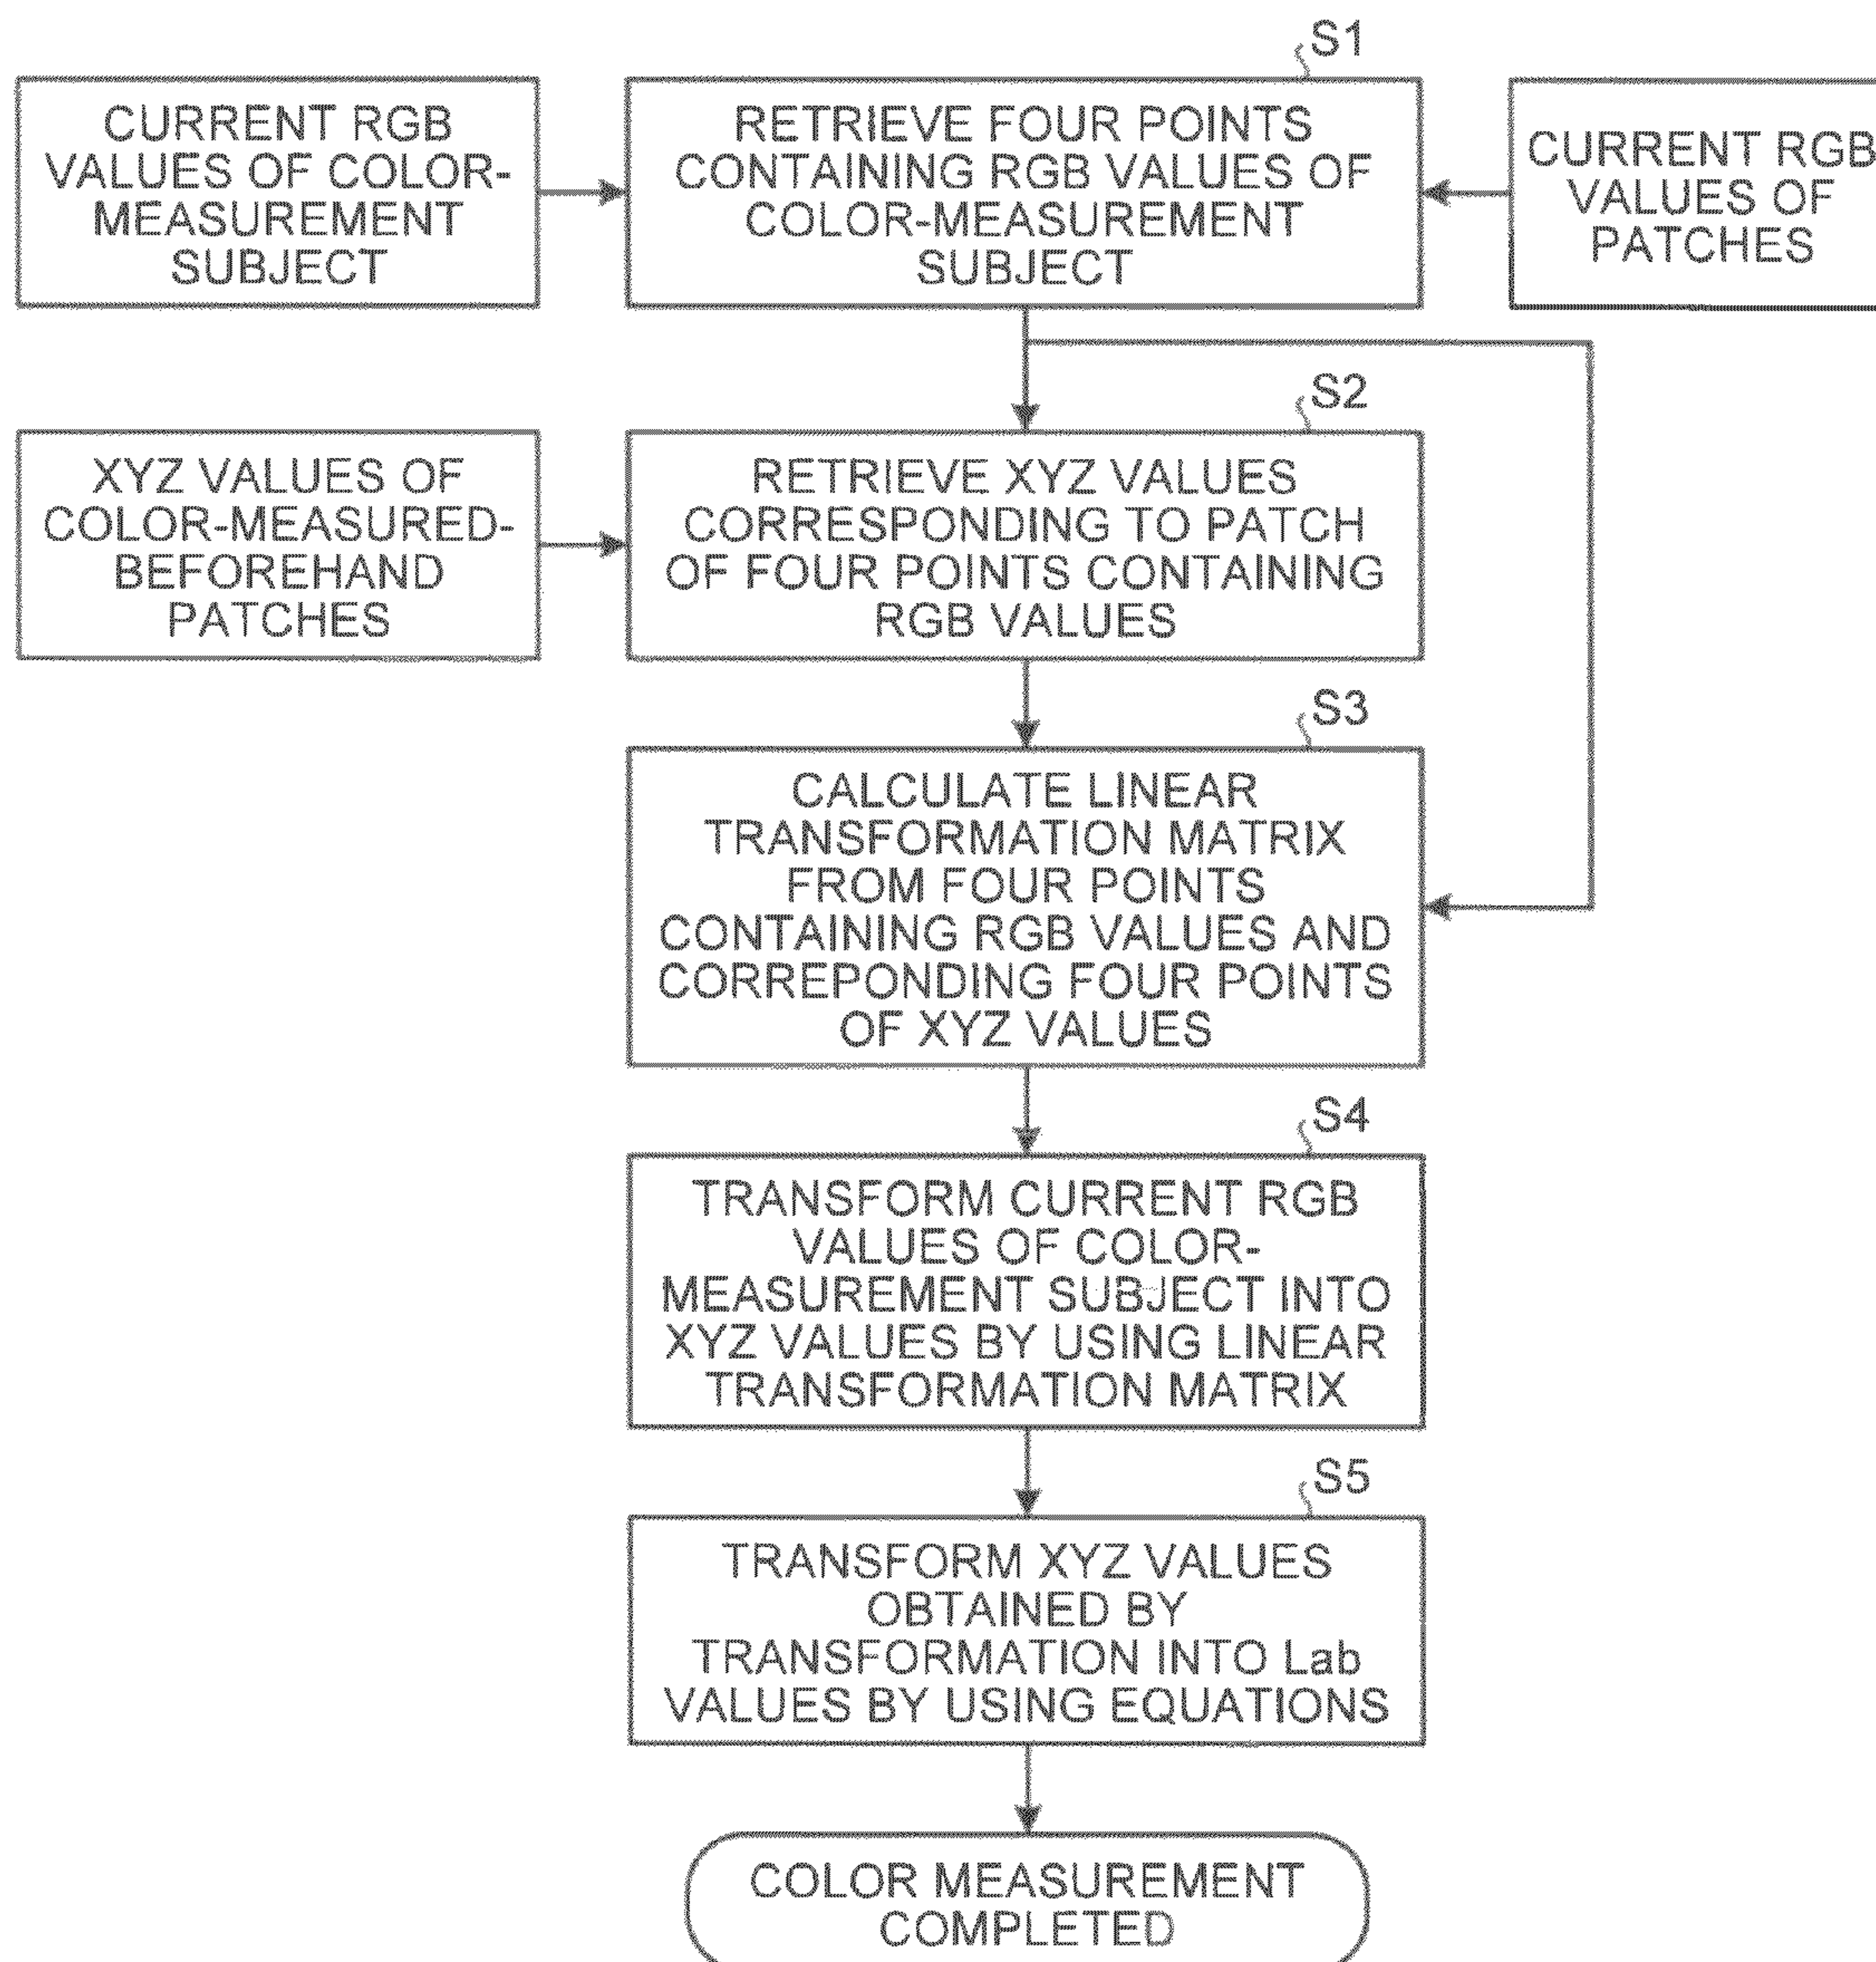 S1
CURRENT RGB
VALUES OF COLOR-
MEASUREMENT
SUBJECT
RETRIEVE FOUR POINTS
CONTAINING RGB VALUES OF
COLOR-MEASUREMENT
SUBJECT
CURRENT RGB
VALUES OF
PATCHES
S2
XYZ VALUES OF
COLOR-MEASURED-
BEFOREHAND
PATCHES
RETRIEVE XYZ VALUES
CORRESPONDING TO PATCH
OF FOUR POINTS CONTAINING
RGB VALUES
S3
CALCULATE LINEAR
TRANSFORMATION MATRIX
FROM FOUR POINTS
CONTAINING RGB VALUES AND
CORREPONDING FOUR POINTS
OF XYZ VALUES
S4
TRANSFORM CURRENT RGB
VALUES OF COLOR-
MEASUREMENT SUBJECT INTO
XYZ VALUES BY USING LINEAR
TRANSFORMATION MATRIX
S5
TRANSFORM XYZ VALUES
OBTAINED BY
TRANSFORMATION INTO Lab
VALUES BY USING EQUATIONS
COLOR MEASUREMENT
COMPLETED